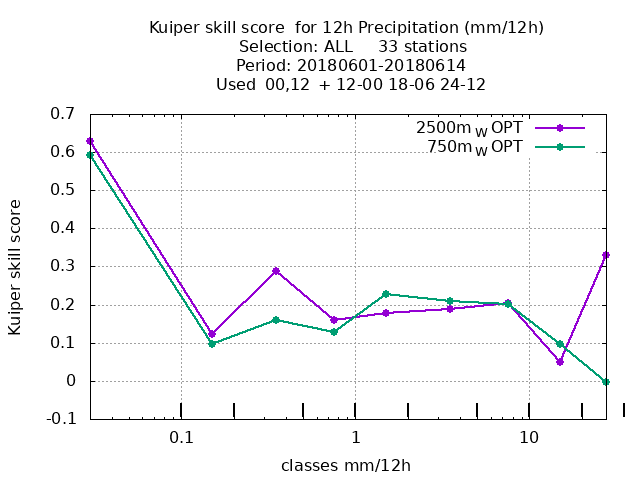 Kuiper skill score  for 12h Precipitation (mm/12h)
Selection: ALL     33 stations
Period: 20180601-20180614
Used  00,12  + 12-00 18-06 24-12
2500m W OPT
750m W OPT
0.7
0.6
0.5
0.4
0.3
0.2
0.1
0
-0.1
Kuiper skill score
0.1
1
10
classes mm/12h